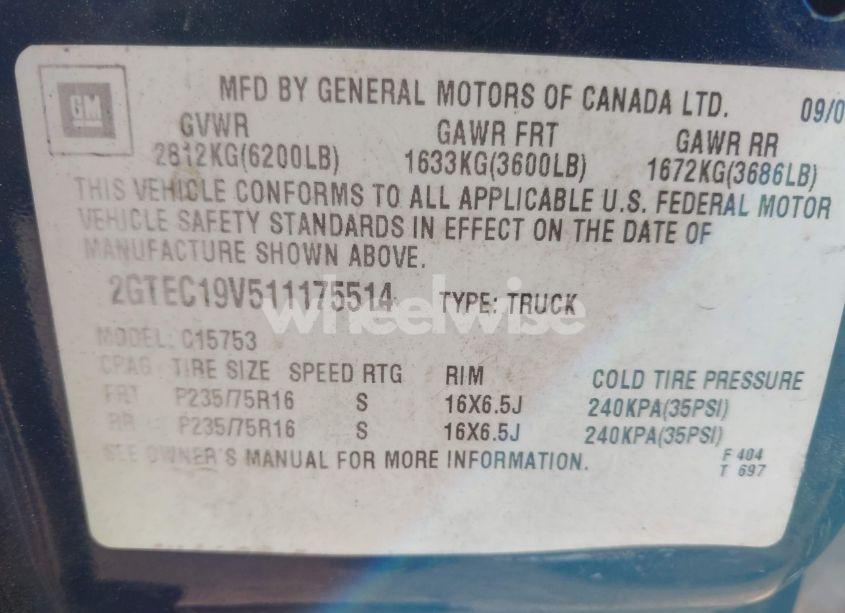 GM
MFD BY GENERAL MOTORS OF CANADA LTD. 09/0
GVWR GAWR FRT GAWR RR
2812KG(6200LB) 1633KG(3600LB) 1672KG(3686LB)
THIS VEHICLE CONFORMS TO ALL APPLICABLE U.S. FEDERAL MOTOR
VEHICLE SAFETY STANDARDS IN EFFECT ON THE DATE OF
MANUFACTURE SHOWN ABOVE.
2GTEC19V511175514 TYPE: TRUCK
wheelwise
MODEL: C15753
CPAG TIRE SIZE SPEED RTG RIM COLD TIRE PRESSURE
FRT P235/75R16 S 16X6.5J 240KPA(35PSI)
RR P235/75R16 S 16X6.5J 240KPA(35PSI)
SEE OWNER'S MANUAL FOR MORE INFORMATION.
F 404
T 697